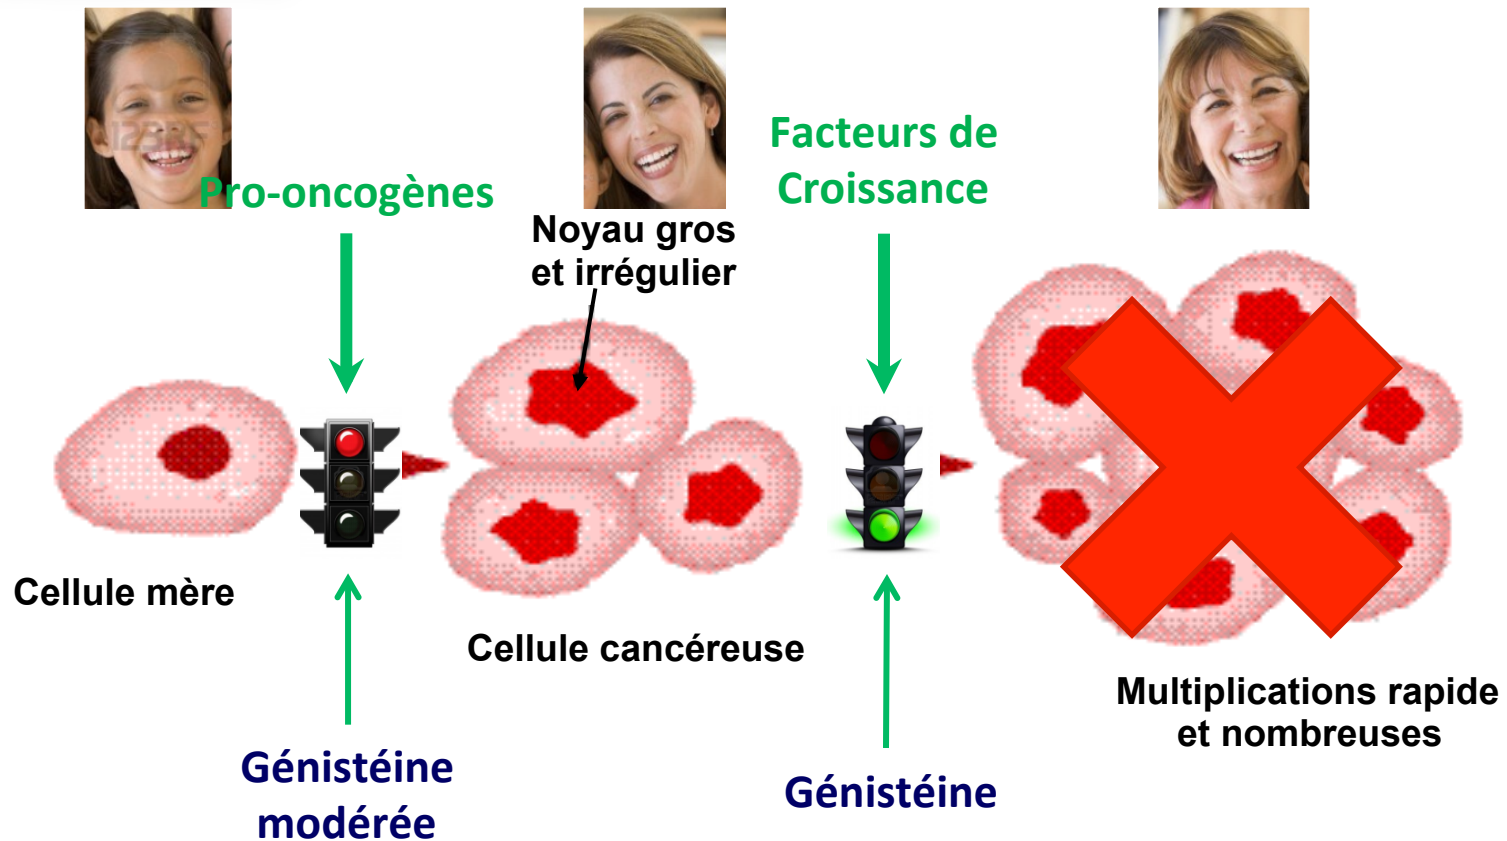 Pro-oncogènes
Facteurs de
Croissance
Noyau gros
et irrégulier
Cellule mère
Cellule cancéreuse
Multiplications rapide
et nombreuses
Génistéine
modérée
Génistéine